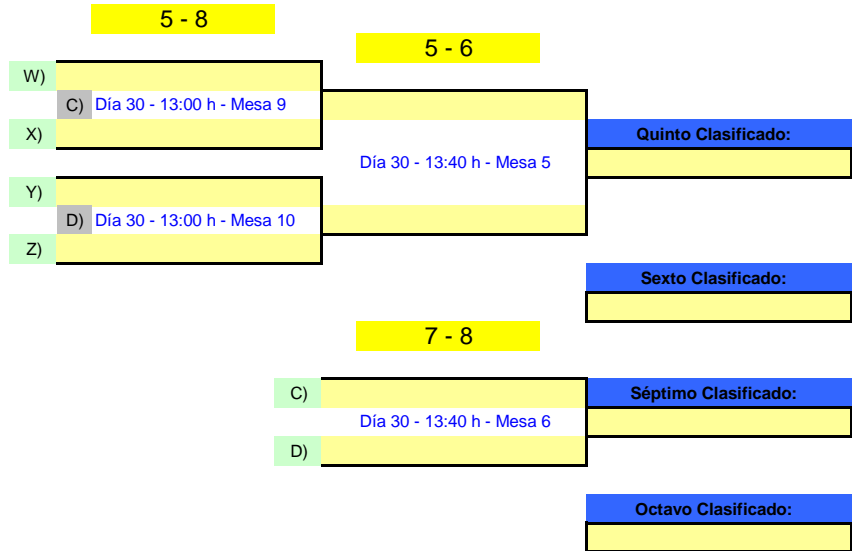 5 - 8
5 - 6
W)
C) Día 30 - 13:00 h - Mesa 9
X)
Quinto Clasificado:
Día 30 - 13:40 h - Mesa 5
Y)
D) Día 30 - 13:00 h - Mesa 10
Z)
Sexto Clasificado:
7 - 8
C)
Séptimo Clasificado:
Día 30 - 13:40 h - Mesa 6
D)
Octavo Clasificado: